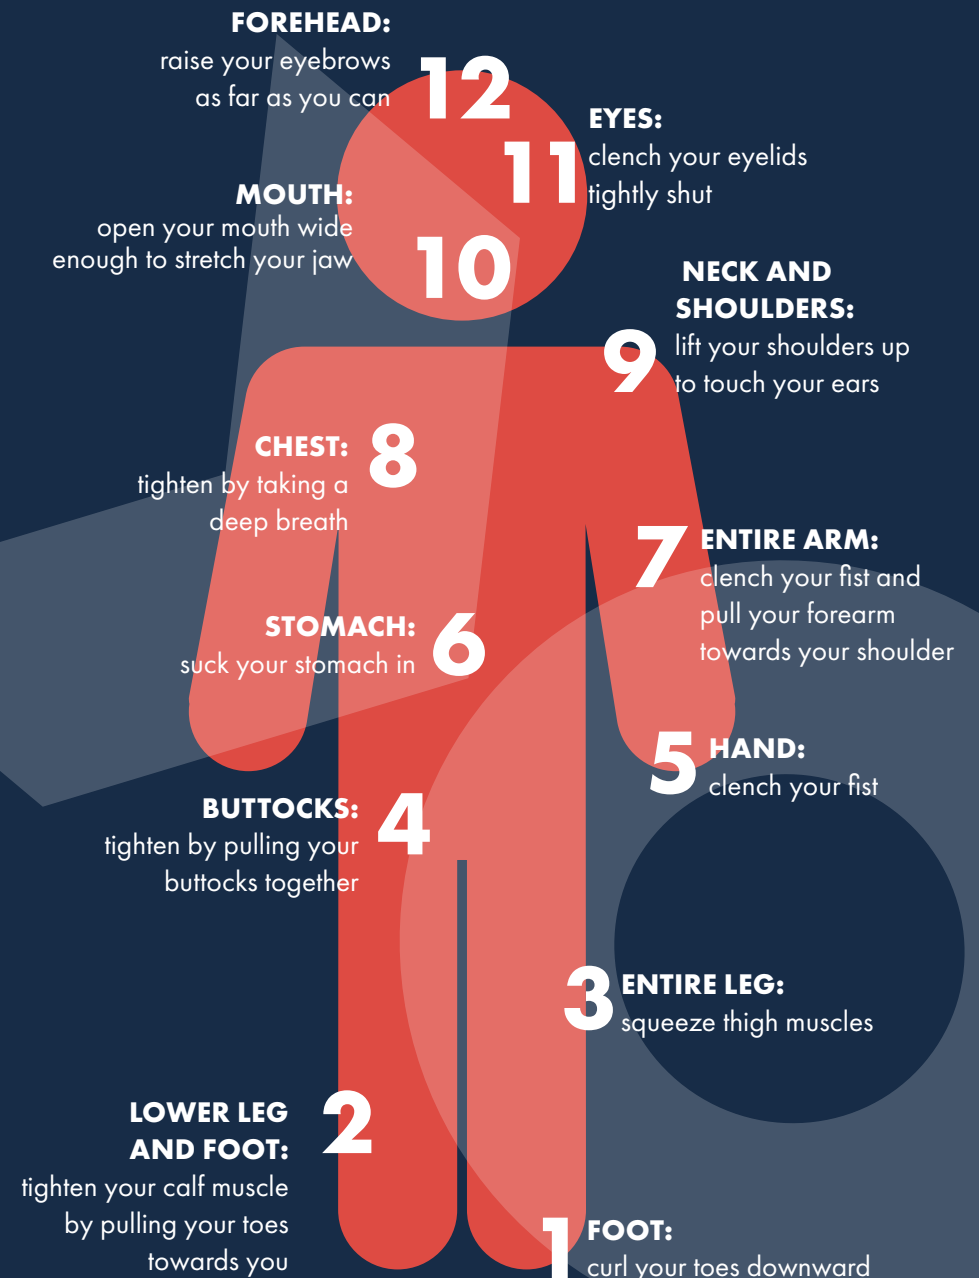 FOREHEAD:
raise your eyebrows
as far as you can
12
EYES:
clench your eyelids
tightly shut
11
MOUTH:
open your mouth wide
enough to stretch your jaw
10
NECK AND
SHOULDERS:
lift your shoulders up
to touch your ears
9
CHEST:
tighten by taking a
deep breath
8
7
ENTIRE ARM:
clench your fist and
pull your forearm
towards your shoulder
STOMACH:
suck your stomach in
6
5
HAND:
clench your fist
BUTTOCKS:
tighten by pulling your
buttocks together
4
3
ENTIRE LEG:
squeeze thigh muscles
LOWER LEG
AND FOOT:
tighten your calf muscle
by pulling your toes
towards you
2
1
FOOT:
curl your toes downward